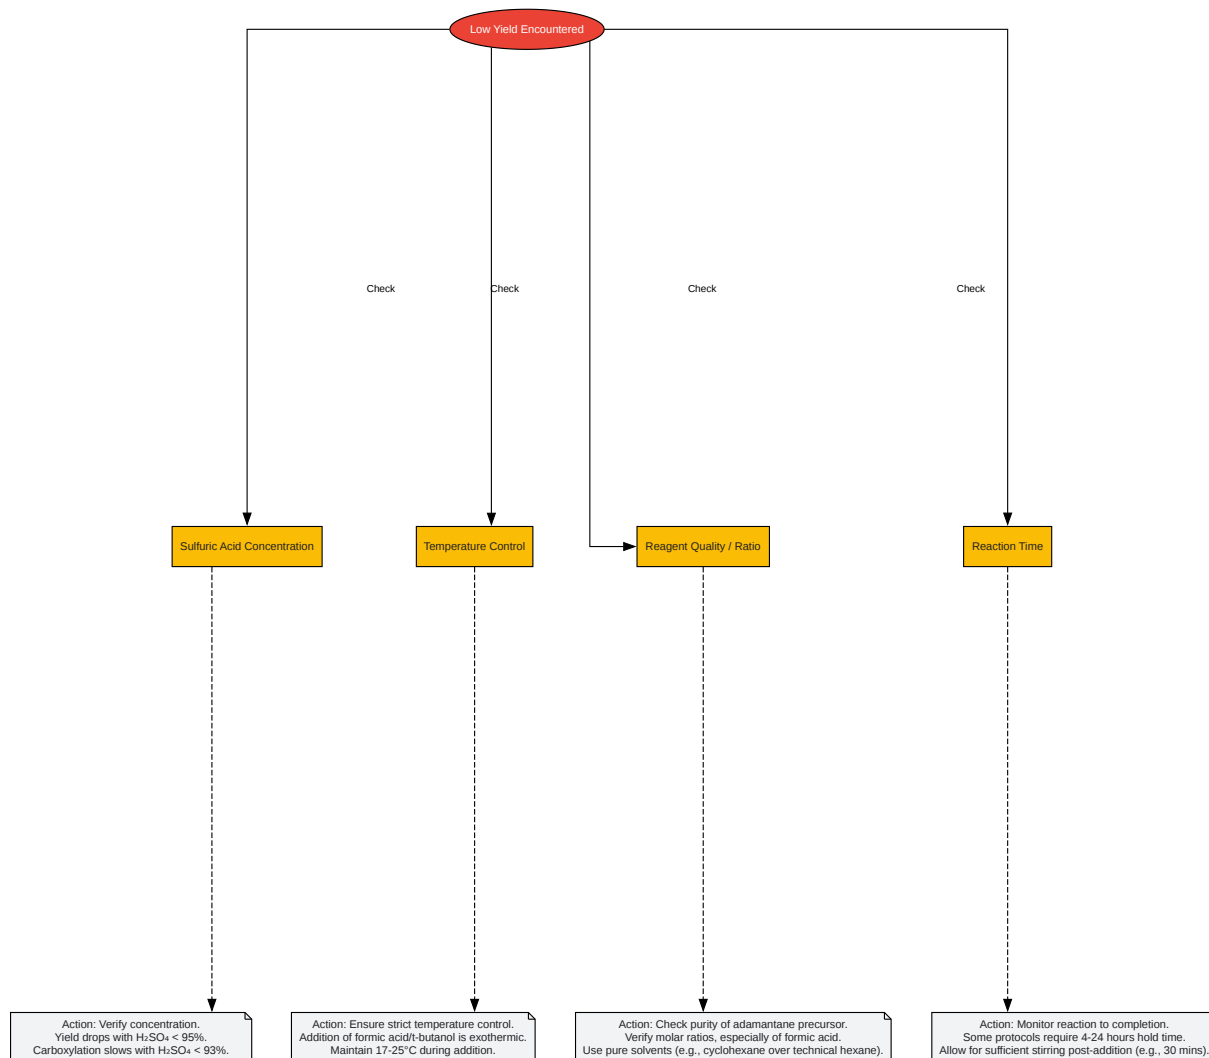 Low Yield Encountered
Check
Check
Check
Check
Sulfuric Acid Concentration
Temperature Control
Reagent Quality / Ratio
Reaction Time
Action: Verify concentration.
Yield drops with H₂SO₄ < 95%.
Carboxylation slows with H₂SO₄ < 93%.
Action: Ensure strict temperature control.
Addition of formic acid/t-butanol is exothermic.
Maintain 17-25°C during addition.
Action: Check purity of adamantane precursor.
Verify molar ratios, especially of formic acid.
Use pure solvents (e.g., cyclohexane over technical hexane).
Action: Monitor reaction to completion.
Some protocols require 4-24 hours hold time.
Allow for sufficient stirring post-addition (e.g., 30 mins).